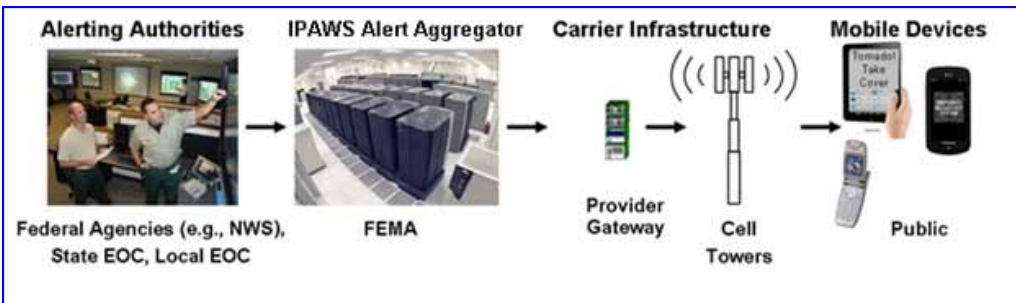 Alerting Authorities
IPAWS Alert Aggregator
Carrier Infrastructure
Mobile Devices
Tornado!
Take
Cover
Federal Agencies (e.g., NWS),
State EOC, Local EOC
FEMA
Provider
Gateway
Cell
Towers
Public